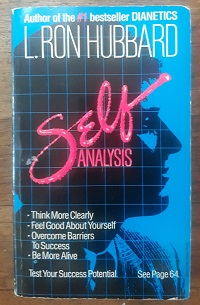 Author of the #1 bestseller DIANETICS
L. RON HUBBARD
Self
ANALYSIS
- Think More Clearly
- Feel Good About Yourself
- Overcome Barriers
To Success
- Be More Alive
Test Your Success Potential. See Page 64.